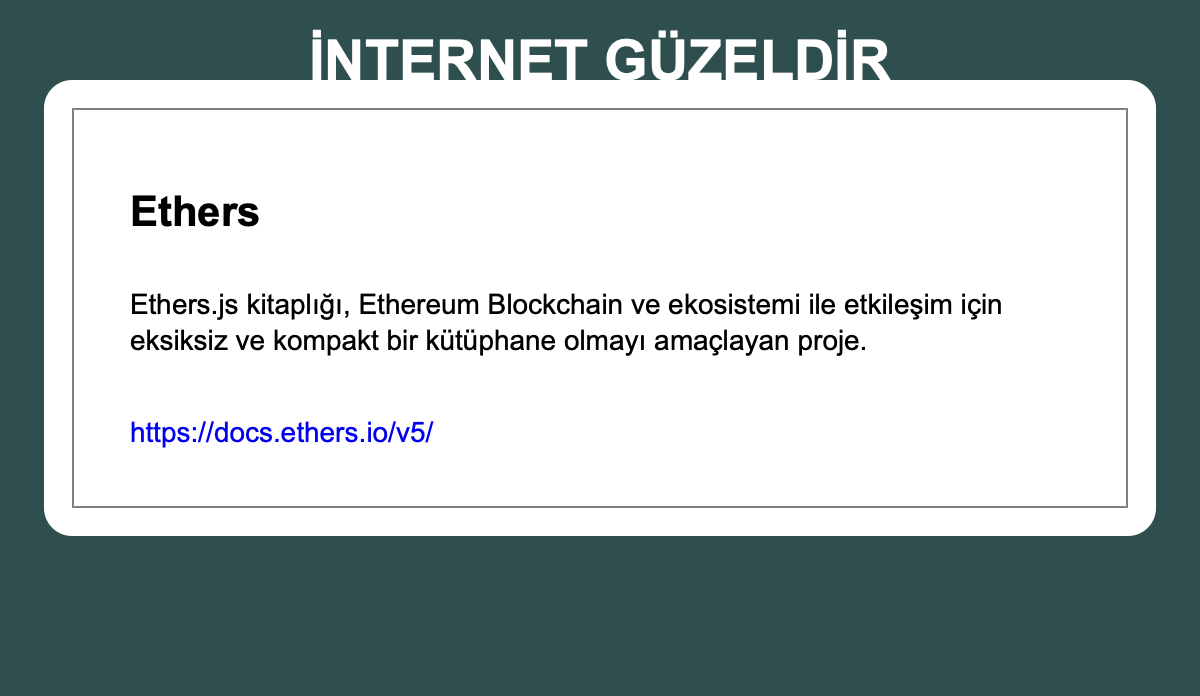 İNTERNET GÜZELDİR
Ethers
Ethers.js kitaplığı, Ethereum Blockchain ve ekosistemi ile etkileşim için
eksiksiz ve kompakt bir kütüphane olmayı amaçlayan proje.
https://docs.ethers.io/v5/